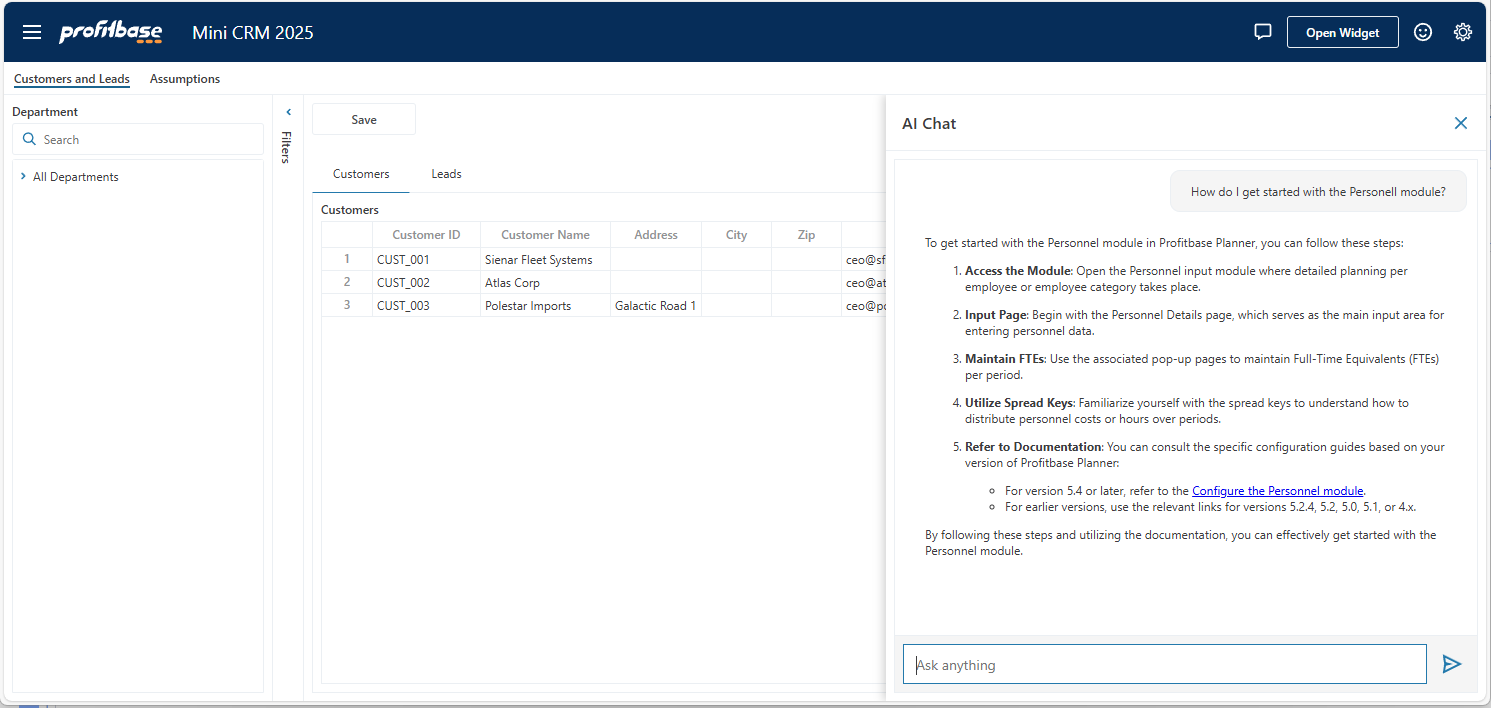 profitbase
Mini CRM 2025
Open Widget
Customers and Leads
Assumptions
Department
Search
All Departments
Filters
Save
Customers
Leads
Customers
Customer ID Customer Name Address City Zip
1 CUST_001 Sienar Fleet Systems ceo@sf
2 CUST_002 Atlas Corp ceo@at
3 CUST_003 Polestar Imports Galactic Road 1 ceo@po
AI Chat
How do I get started with the Personell module?
To get started with the Personnel module in Profitbase Planner, you can follow these steps:
1. Access the Module: Open the Personnel input module where detailed planning per
employee or employee category takes place.
2. Input Page: Begin with the Personnel Details page, which serves as the main input area for
entering personnel data.
3. Maintain FTEs: Use the associated pop-up pages to maintain Full-Time Equivalents (FTEs)
per period.
4. Utilize Spread Keys: Familiarize yourself with the spread keys to understand how to
distribute personnel costs or hours over periods.
5. Refer to Documentation: You can consult the specific configuration guides based on your
version of Profitbase Planner:
For version 5.4 or later, refer to the Configure the Personnel module.
For earlier versions, use the relevant links for versions 5.2.4, 5.2, 5.0, 5.1, or 4.x.
By following these steps and utilizing the documentation, you can effectively get started with the
Personnel module.
Ask anything